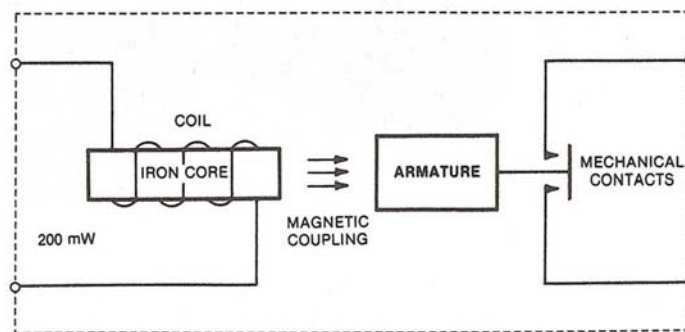 COIL
IRON CORE
200 mW
MAGNETIC
COUPLING
ARMATURE
MECHANICAL
CONTACTS